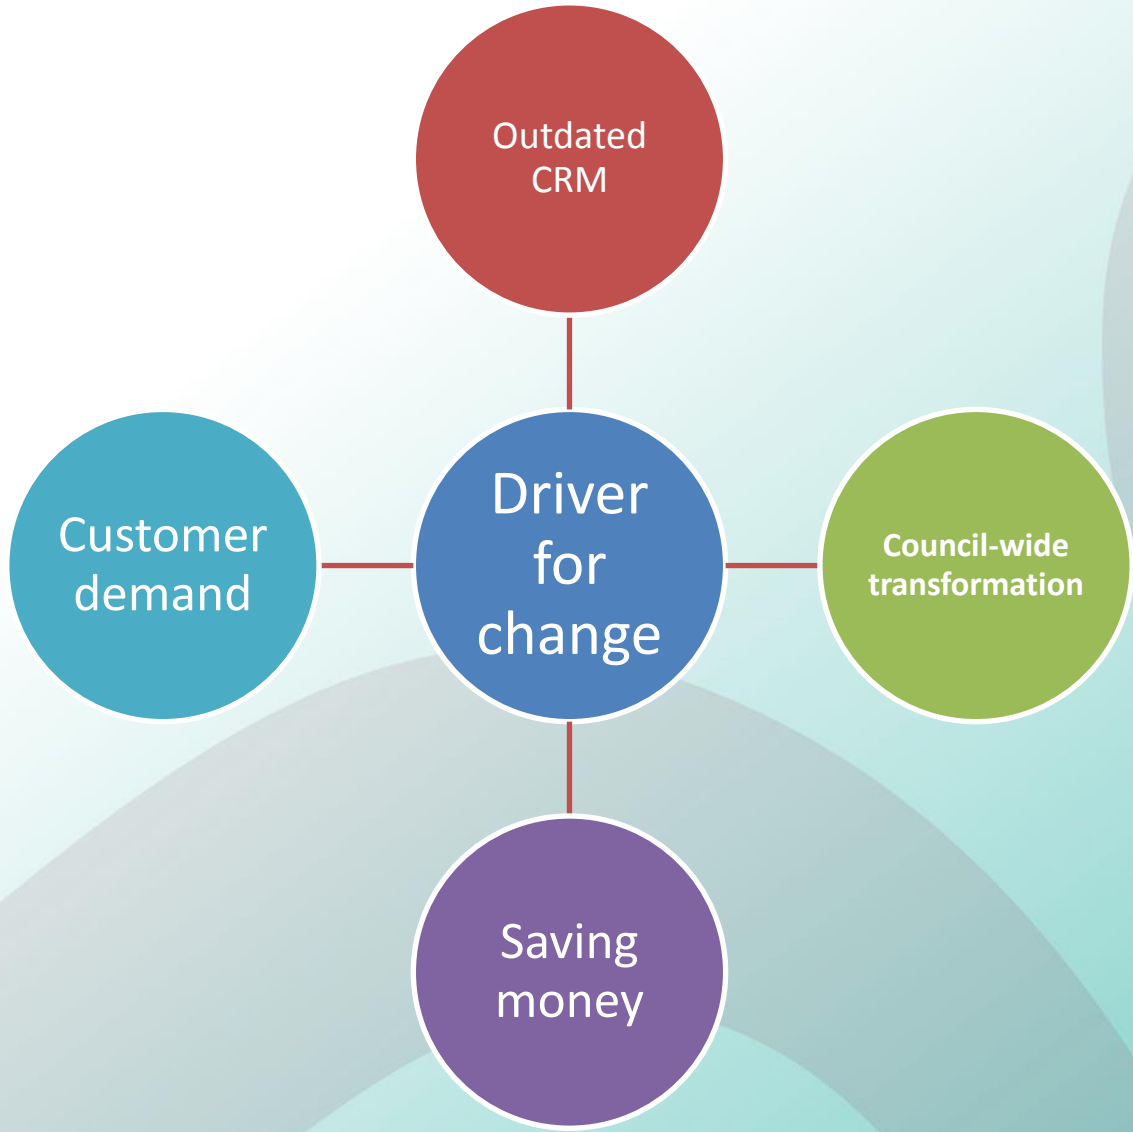 Outdated
CRM
Customer
demand
Driver
for
change
Council-wide
transformation
Saving
money